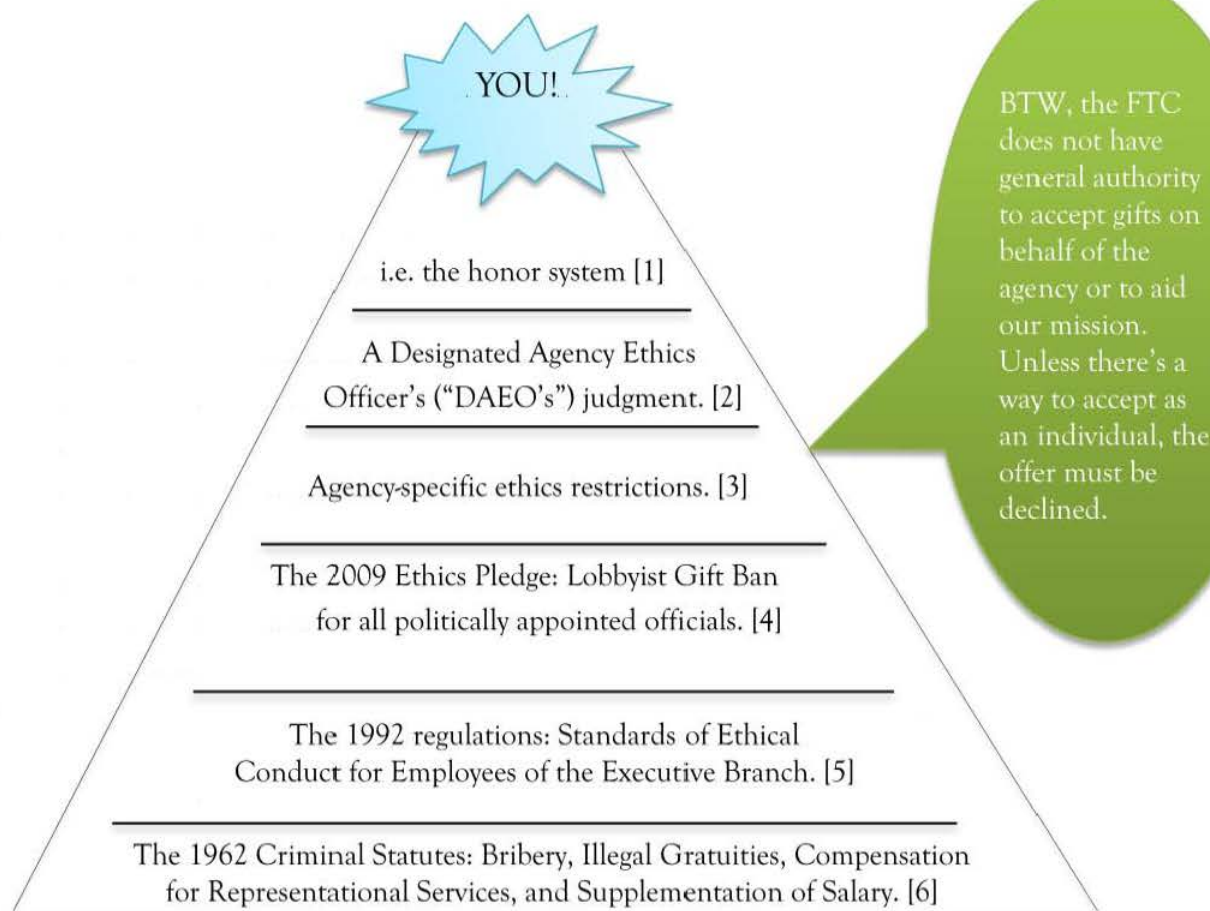 YOU!
i.e. the honor system [1]
A Designated Agency Ethics
Officer's ("DAEO's") judgment. [2]
Agency-specific ethics restrictions. [3]
The 2009 Ethics Pledge: Lobbyist Gift Ban
for all politically appointed officials. [4]
The 1992 regulations: Standards of Ethical
Conduct for Employees of the Executive Branch. [5]
The 1962 Criminal Statutes: Bribery, Illegal Gratuities, Compensation
for Representational Services, and Supplementation of Salary. [6]
BTW, the FTC
does not have
general authority
to accept gifts on
behalf of the
agency or to aid
our mission.
Unless there's a
way to accept as
an individual, the
offer must be
declined.